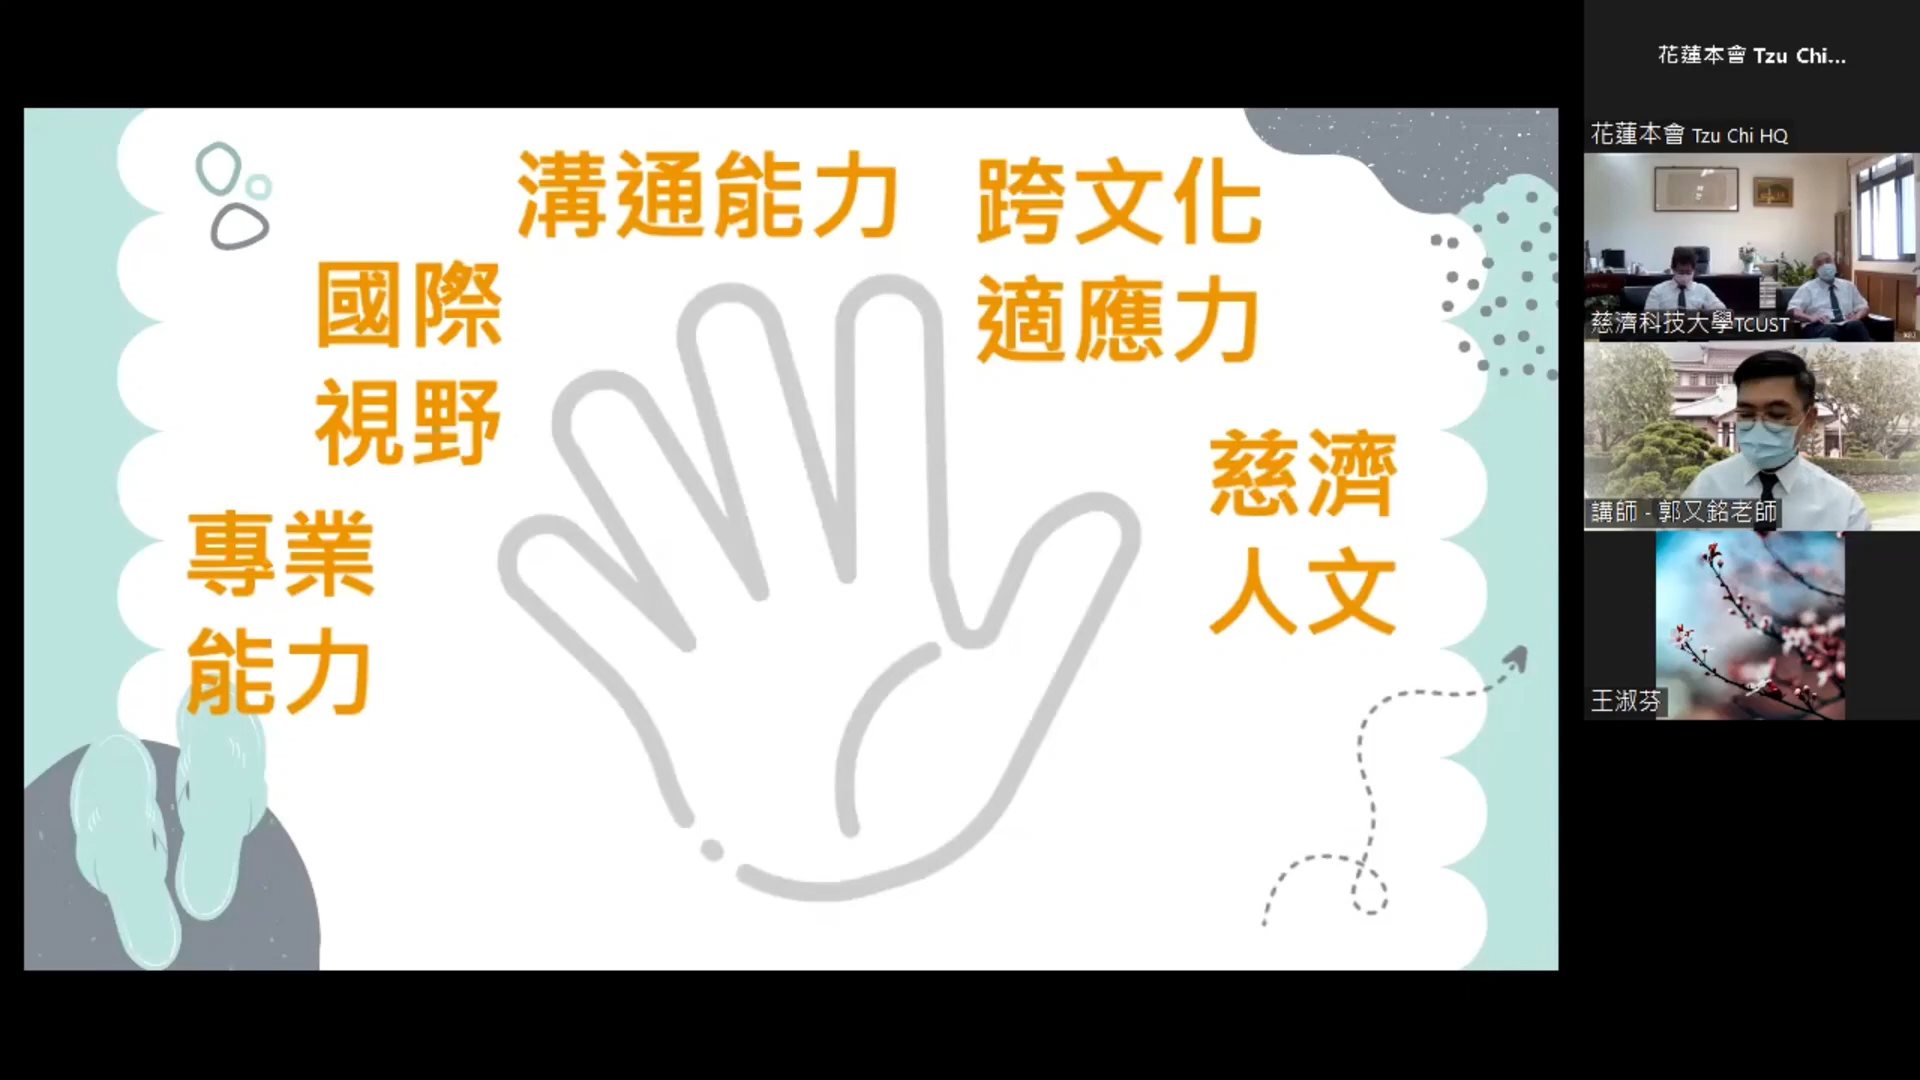 溝通能力
跨文化
適應力
國際
視野
慈濟
人文
專業
能力
花蓮本會 Tzu Chi...
花蓮本會 Tzu Chi HQ
慈濟科技大學TCUST
講師 - 郭又銘老師
王淑芬